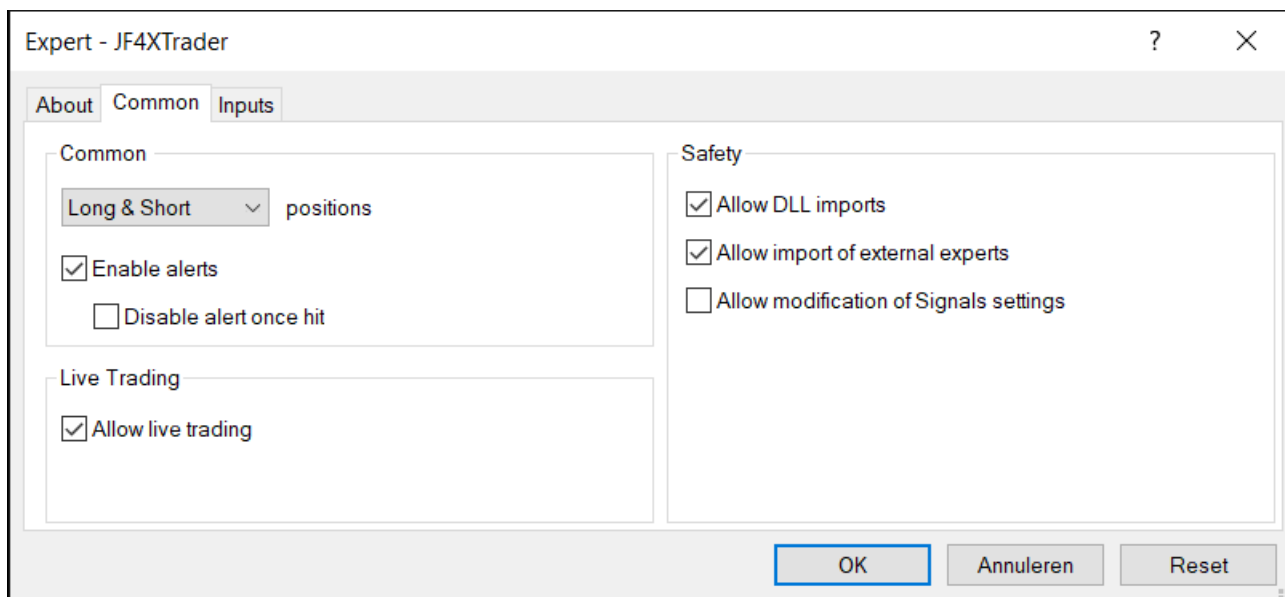 Expert - JF4XTrader
?
About Common Inputs
Common
Long & Short positions
Enable alerts
Disable alert once hit
Live Trading
Allow live trading
Safety
Allow DLL imports
Allow import of external experts
Allow modification of Signals settings
OK Annuleren Reset